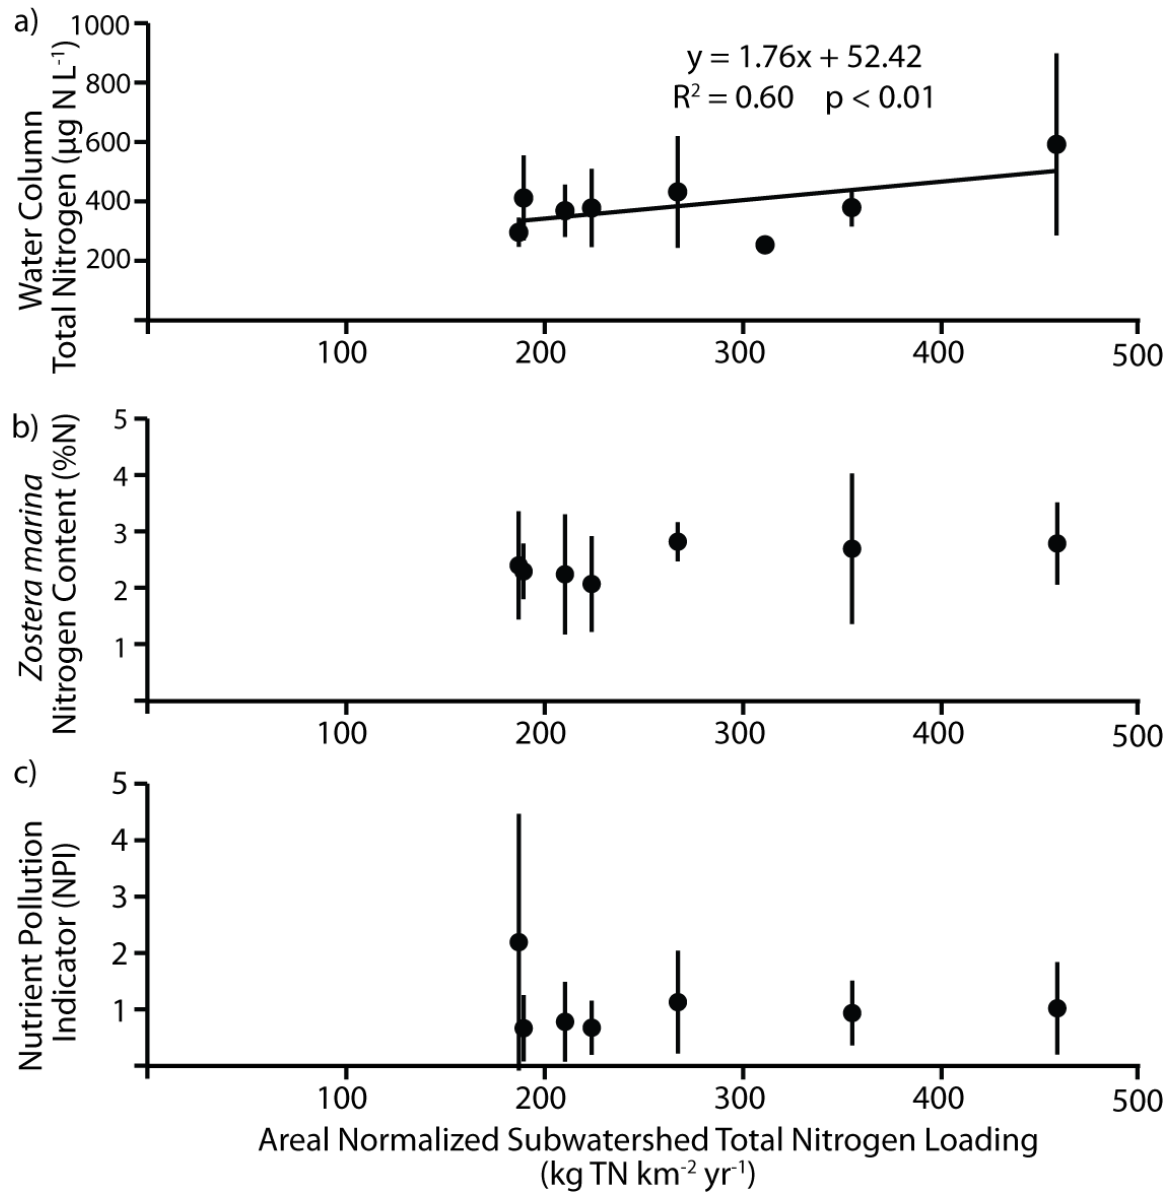 a)
Water Column
Total Nitrogen (µg N L-1)
1000
800
600
400
200
y = 1.76x + 52.42
R2 = 0.60 p < 0.01
100 200 300 400 500
b)
Zostera marina
Nitrogen Content (%N)
5
4
3
2
1
100 200 300 400 500
c)
Nutrient Pollution
Indicator (NPI)
5
4
3
2
1
100 200 300 400 500
Areal Normalized Subwatershed Total Nitrogen Loading
(kg TN km-2 yr-1)